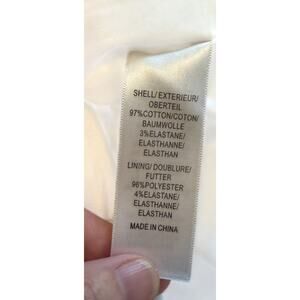 SHELL/ EXTERIEUR/
OBERTEIL
97%COTTON/COTON/
BAUMWOLLE
3%ELASTANE/
ELASTHANNE/
ELASTHAN
LINING/ DOUBLURE/
FUTTER
96%POLYESTER
4%ELASTANE/
ELASTHANNE/
ELASTHAN
MADE IN CHINA